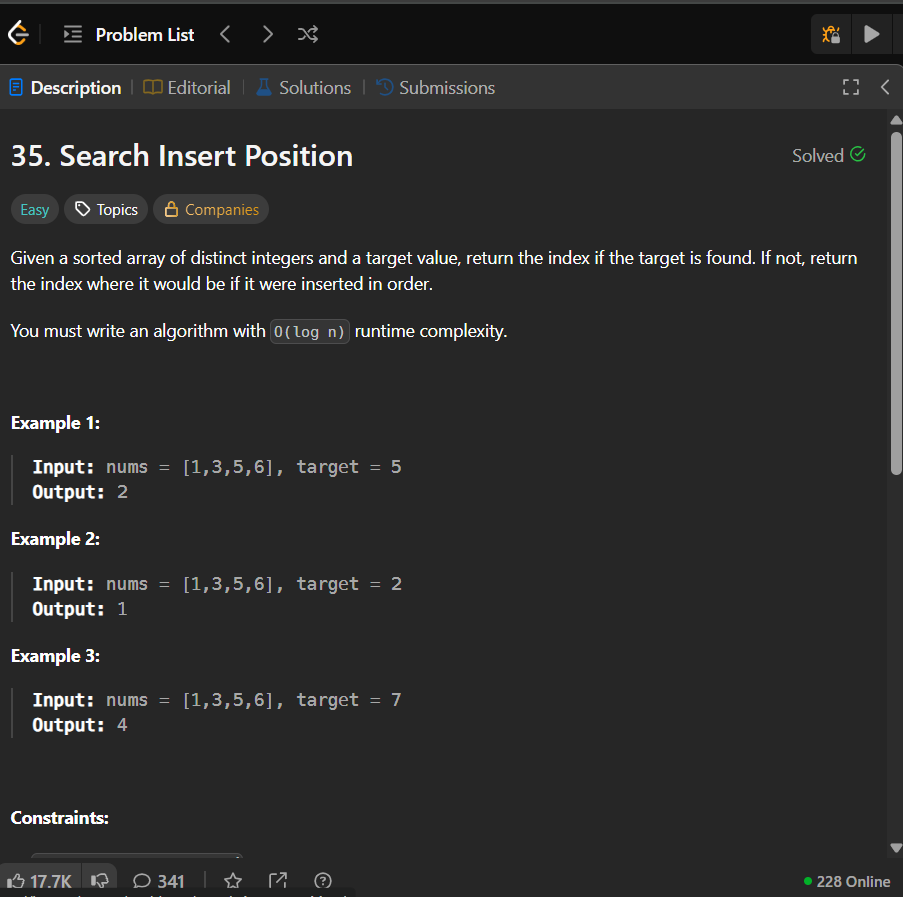 Problem List
Description | Editorial | Solutions | Submissions
35. Search Insert Position
Solved
Easy Topics Companies
Given a sorted array of distinct integers and a target value, return the index if the target is found. If not, return
the index where it would be if it were inserted in order.
You must write an algorithm with O(log n) runtime complexity.
Example 1:
Input: nums = [1,3,5,6], target = 5
Output: 2
Example 2:
Input: nums = [1,3,5,6], target = 2
Output: 1
Example 3:
Input: nums = [1,3,5,6], target = 7
Output: 4
Constraints:
17.7K 341 228 Online